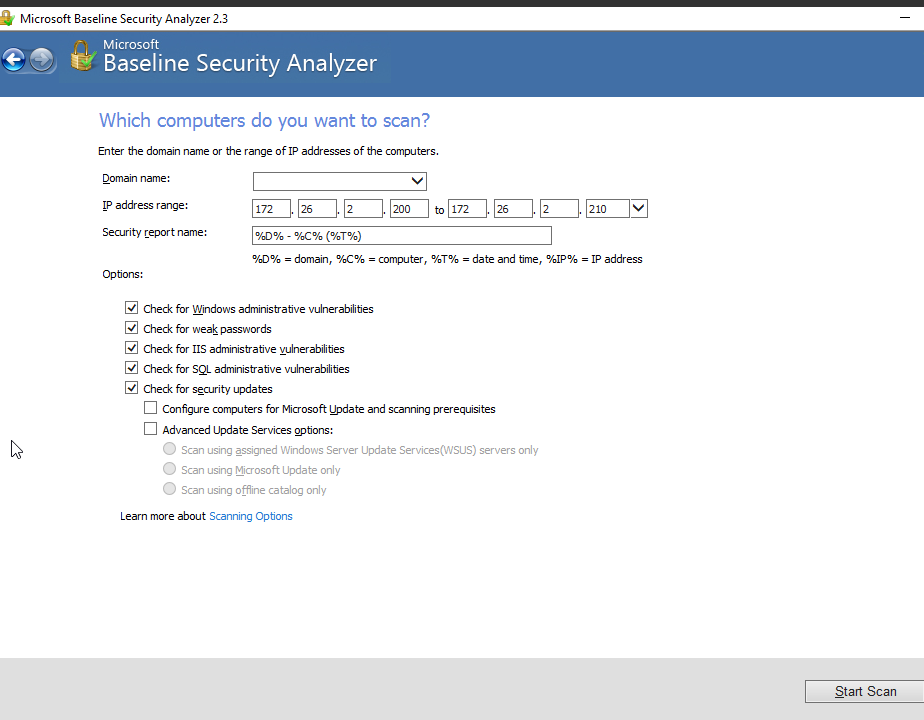 Microsoft Baseline Security Analyzer 2.3
Microsoft
Baseline Security Analyzer
Which computers do you want to scan?
Enter the domain name or the range of IP addresses of the computers.
Domain name:
IP address range: 172 . 26 . 2 . 200 to 172 . 26 . 2 . 210
Security report name: %D% - %C% (%T%)
%D% = domain, %C% = computer, %T% = date and time, %IP% = IP address
Options:
Check for Windows administrative vulnerabilities
Check for weak passwords
Check for IIS administrative vulnerabilities
Check for SQL administrative vulnerabilities
Check for security updates
Configure computers for Microsoft Update and scanning prerequisites
Advanced Update Services options:
Scan using assigned Windows Server Update Services(WSUS) servers only
Scan using Microsoft Update only
Scan using offline catalog only
Learn more about Scanning Options
Start Scan